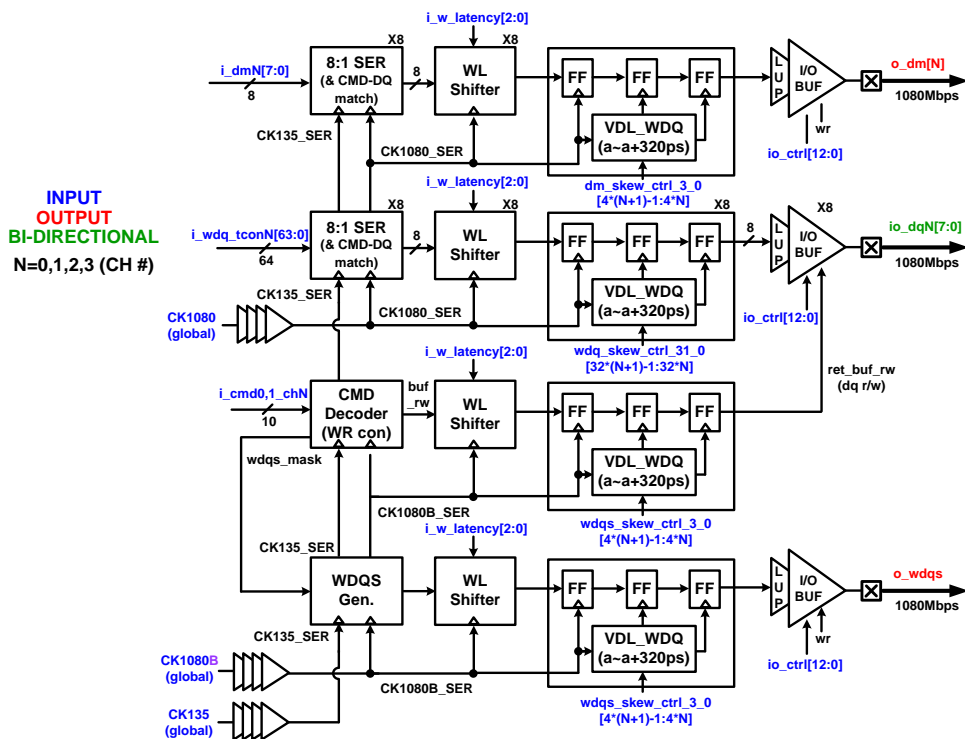 i_w_latency[2:0]
X8
X8
i_dmN[7:0]
8
8:1 SER
(& CMD-DQ
match)
8
WL
Shifter
FF
FF
FF
VDL_WDQ
(a~a+320ps)
L
U
P
I/O
BUF
wr
io_ctrl[12:0]
o_dm[N]
1080Mbps
CK135_SER
CK1080_SER
dm_skew_ctrl_3_0
[4*(N+1)-1:4*N]
INPUT
OUTPUT
BI-DIRECTIONAL
N=0,1,2,3 (CH #)
i_w_latency[2:0]
X8
X8
X8
X8
i_wdq_tconN[63:0]
64
8:1 SER
(& CMD-DQ
match)
8
WL
Shifter
FF
FF
FF
VDL_WDQ
(a~a+320ps)
8
L
U
P
I/O
BUF
io_ctrl[12:0]
io_dqN[7:0]
1080Mbps
CK135_SER
CK1080
(global)
CK1080_SER
wdq_skew_ctrl_31_0
[32*(N+1)-1:32*N]
i_w_latency[2:0]
ret_buf_rw
(dq r/w)
i_cmd0,1_chN
10
CMD
Decoder
(WR con)
buf
_rw
WL
Shifter
FF
FF
FF
VDL_WDQ
(a~a+320ps)
wdqs_mask
CK1080B_SER
wdqs_skew_ctrl_3_0
[4*(N+1)-1:4*N]
i_w_latency[2:0]
CK135_SER
WDQS
Gen.
WL
Shifter
FF
FF
FF
VDL_WDQ
(a~a+320ps)
L
U
P
I/O
BUF
wr
io_ctrl[12:0]
o_wdqs
1080Mbps
CK135_SER
CK1080B
(global)
CK1080B_SER
wdqs_skew_ctrl_3_0
[4*(N+1)-1:4*N]
CK135
(global)